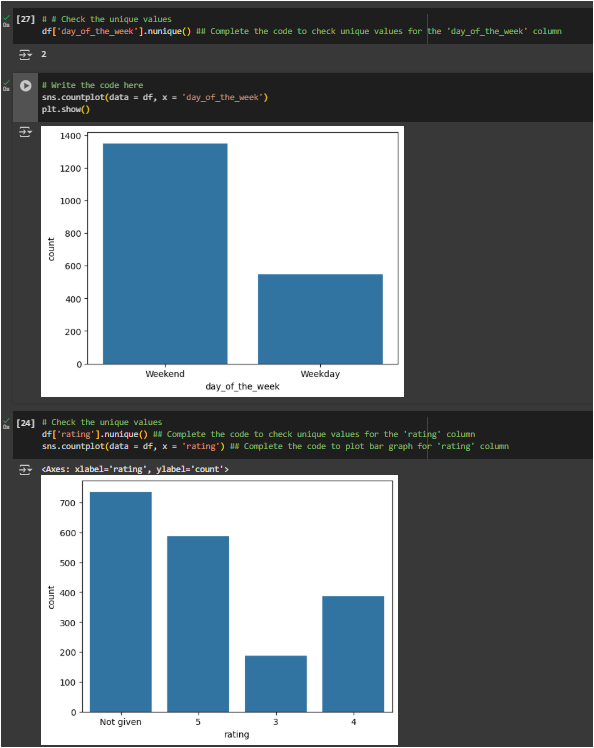 [27] # # Check the unique values
df['day_of_the_week'].nunique() ## Complete the code to check unique values for the 'day_of_the_week' column
0s
2
# Write the code here
sns.countplot(data = df, x = 'day_of_the_week')
plt.show()
0s
1400
1200
1000
800
600
400
200
0
count
Weekend Weekday
day_of_the_week
[24] # Check the unique values
df['rating'].nunique() ## Complete the code to check unique values for the 'rating' column
sns.countplot(data = df, x = 'rating') ## Complete the code to plot bar graph for 'rating' column
0s
<Axes: xlabel='rating', ylabel='count'>
700
600
500
400
300
200
100
0
count
Not given 5 3 4
rating